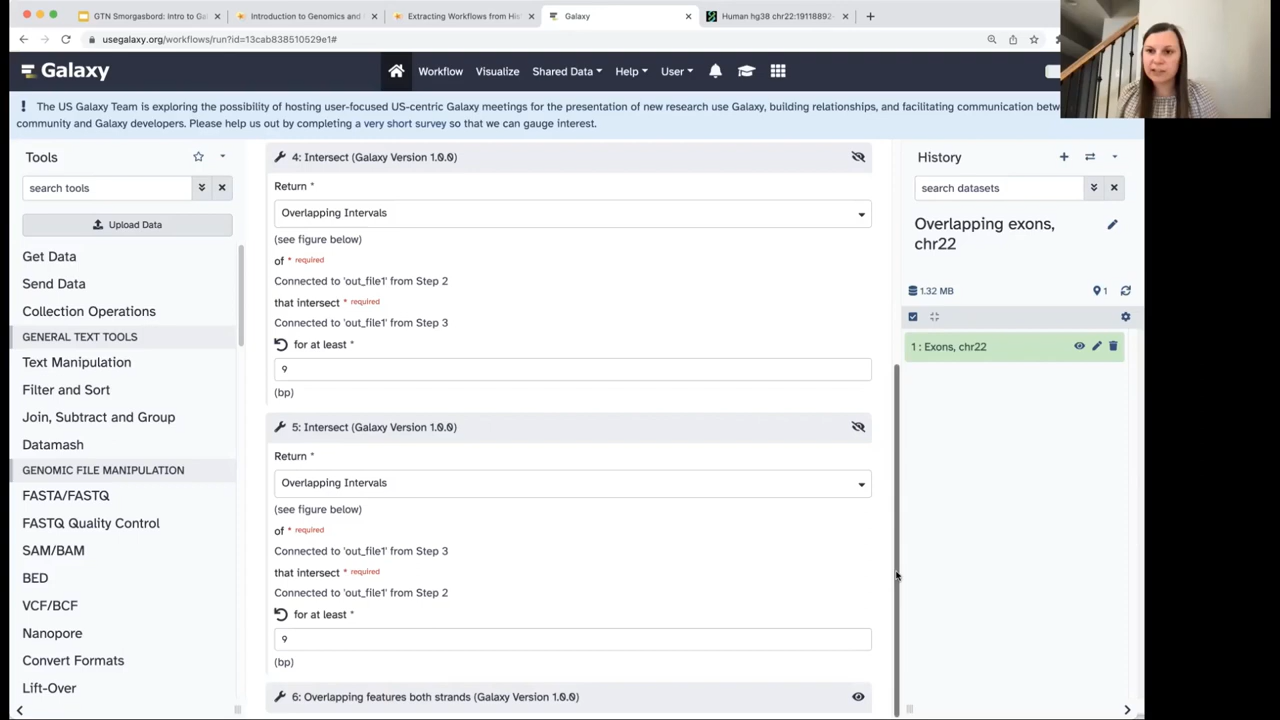 GTN Smorgasbord: Intro to Gal
Introduction to Genomics and
Extracting Workflows from His
Galaxy
Human hg38 chr22:19118892-
usegalaxy.org/workflows/run?id=13cab838510529e1#
Galaxy
Workflow
Visualize
Shared Data
Help
User
The US Galaxy Team is exploring the possibility of hosting user-focused US-centric Galaxy meetings for the presentation of new research use Galaxy, building relationships, and facilitating communication betw
community and Galaxy developers. Please help us out by completing a very short survey so that we can gauge interest.
Tools
search tools
Upload Data
Get Data
Send Data
Collection Operations
GENERAL TEXT TOOLS
Text Manipulation
Filter and Sort
Join, Subtract and Group
Datamash
GENOMIC FILE MANIPULATION
FASTA/FASTQ
FASTQ Quality Control
SAM/BAM
BED
VCF/BCF
Nanopore
Convert Formats
Lift-Over
4: Intersect (Galaxy Version 1.0.0)
Return *
Overlapping Intervals
(see figure below)
of * required
Connected to 'out_file1' from Step 2
that intersect * required
Connected to 'out_file1' from Step 3
for at least *
9
(bp)
5: Intersect (Galaxy Version 1.0.0)
Return *
Overlapping Intervals
(see figure below)
of * required
Connected to 'out_file1' from Step 3
that intersect * required
Connected to 'out_file1' from Step 2
for at least *
9
(bp)
6: Overlapping features both strands (Galaxy Version 1.0.0)
History
search datasets
Overlapping exons,
chr22
1.32 MB
1
1 : Exons, chr22